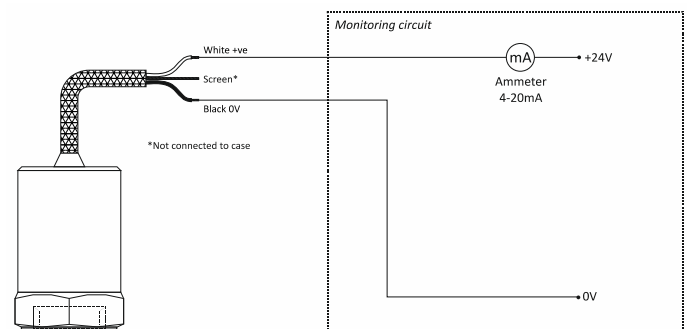 Monitoring circuit
White +ve
mA
+24V
Screen*
Ammeter
4-20mA
Black 0V
*Not connected to case
0V